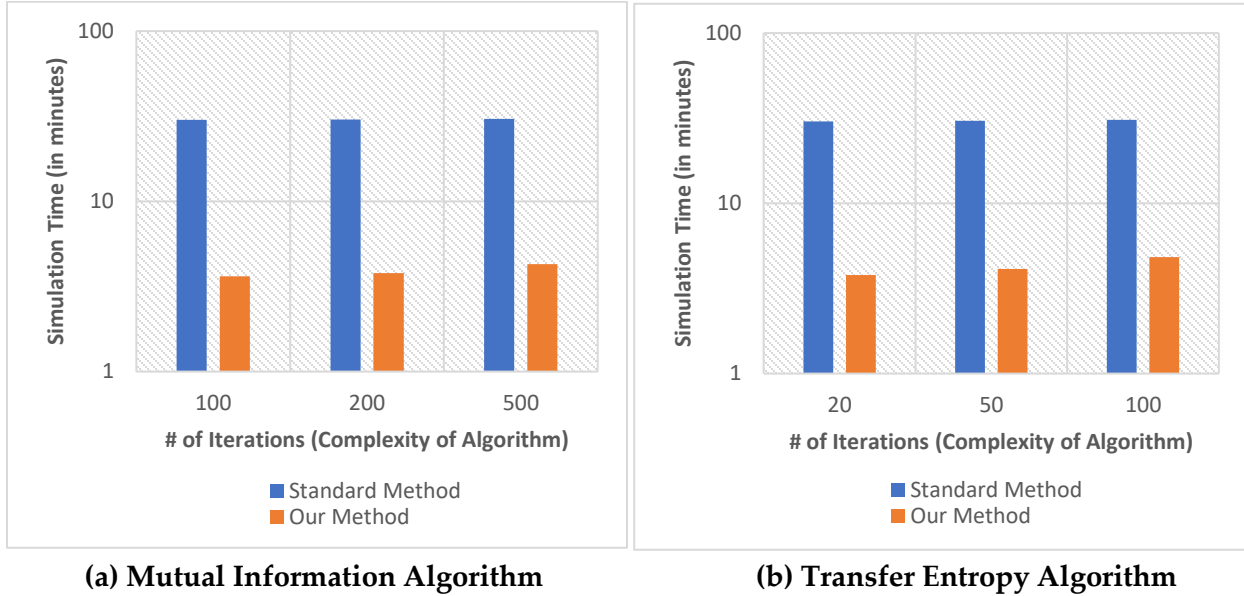 100
10
1
Simulation Time (in minutes)
100 200 500
# of Iterations (Complexity of Algorithm)
Standard Method
Our Method
(a) Mutual Information Algorithm
100
10
1
Simulation Time (in minutes)
20 50 100
# of Iterations (Complexity of Algorithm)
Standard Method
Our Method
(b) Transfer Entropy Algorithm